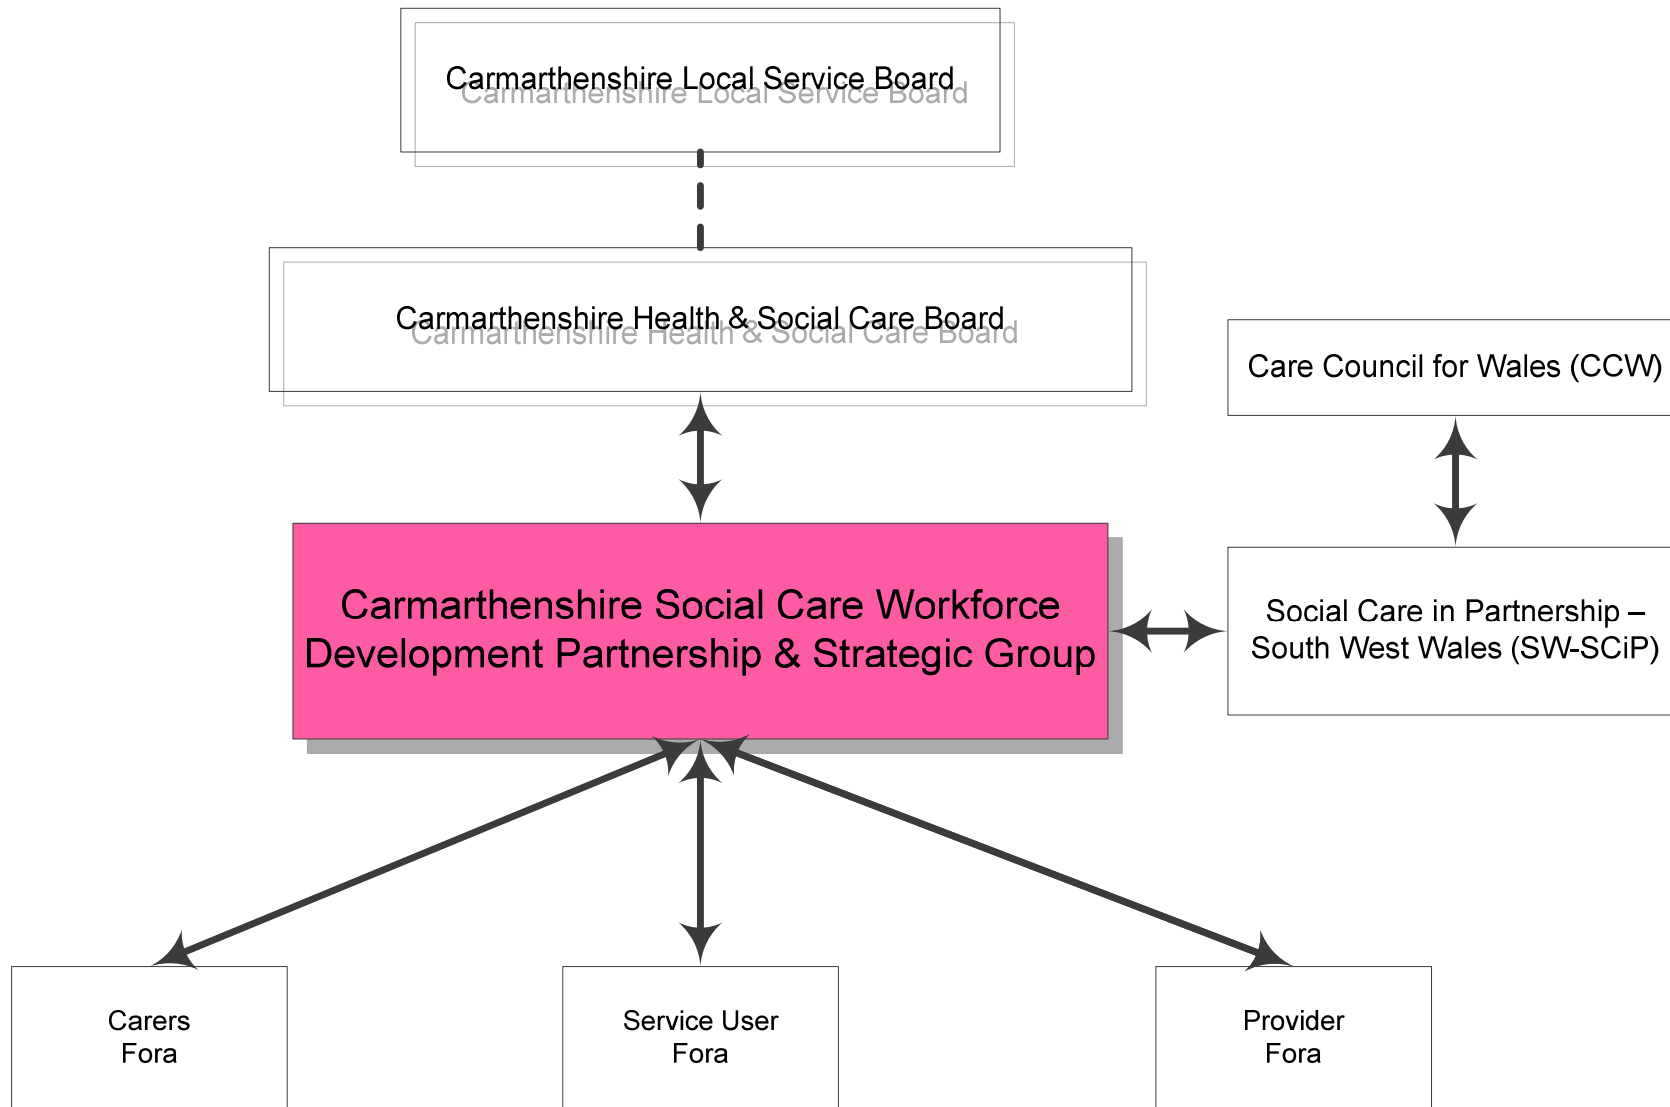 Carmarthenshire Local Service Board
Carmarthenshire Health & Social Care Board
Care Council for Wales (CCW)
Carmarthenshire Social Care Workforce
Development Partnership & Strategic Group
Social Care in Partnership –
South West Wales (SW-SCiP)
Carers
Fora
Service User
Fora
Provider
Fora